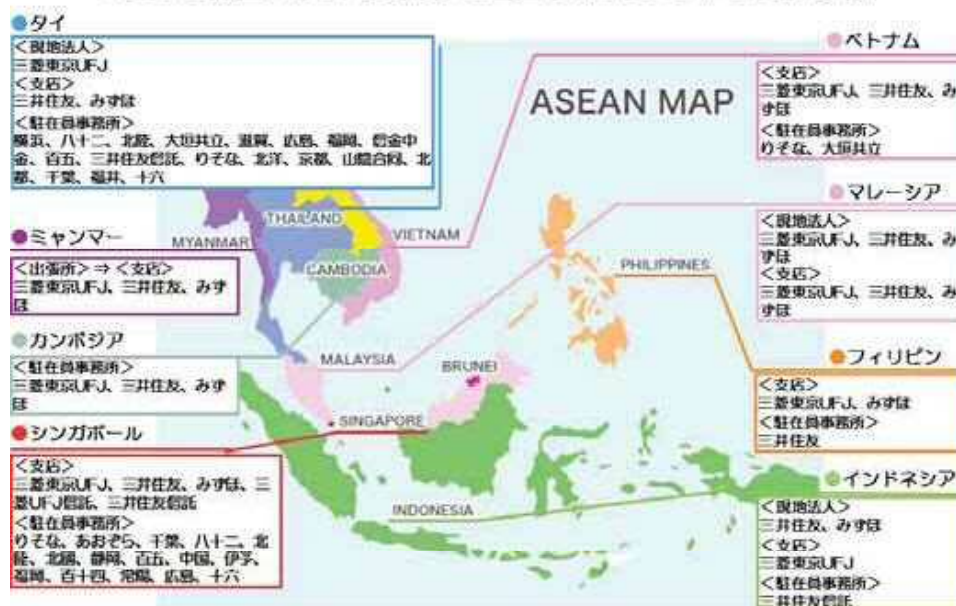 ●タイ
<現地法人>
三菱東京UFJ
<支店>
三井住友、みずほ
<駐在員事務所>
横浜、八十二、北陸、大垣共立、滋賀、広島、福岡、信金中
金、百五、三井住友信託、りそな、北洋、京都、山陰合同、北
都、千葉、福井、十六
●ミャンマー
<出張所>⇒<支店>
三菱東京UFJ、三井住友、みず
ほ
●カンボジア
<駐在員事務所>
三菱東京UFJ、三井住友、みず
ほ
●シンガポール
<支店>
三菱東京UFJ、三井住友、みずほ、三
菱UFJ信託、三井住友信託
<駐在員事務所>
りそな、あおぞら、千葉、八十二、北
陸、北國、静岡、百五、中国、伊予、
福岡、百十四、常陽、広島、十六
ASEAN MAP
THAILAND
MYANMAR
VIETNAM
CAMBODIA
PHILIPPINES
MALAYSIA
BRUNEI
SINGAPORE
INDONESIA
●ベトナム
<支店>
三菱東京UFJ、三井住友、み
ずほ
<駐在員事務所>
りそな、大垣共立
●マレーシア
<現地法人>
三菱東京UFJ、三井住友、み
ずほ
<支店>
三菱東京UFJ、三井住友、み
ずほ
●フィリピン
<支店>
三菱東京UFJ、みずほ
<駐在員事務所>
三井住友
●インドネシア
<現地法人>
三井住友、みずほ
<支店>
三菱東京UFJ
<駐在員事務所>
三井住友信託